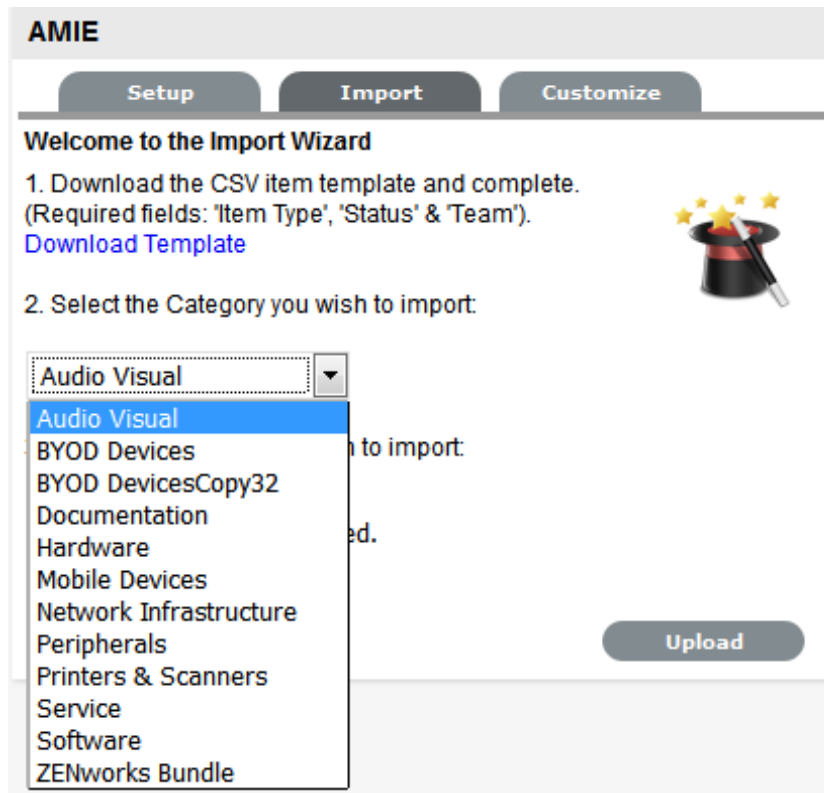 AMIE
Setup Import Customize
Welcome to the Import Wizard
1. Download the CSV item template and complete.
(Required fields: 'Item Type', 'Status' & 'Team').
Download Template
2. Select the Category you wish to import:
Audio Visual
Audio Visual
BYOD Devices to import:
BYOD DevicesCopy32
Documentation
Hardware
Mobile Devices
Network Infrastructure
Peripherals Upload
Printers & Scanners
Service
Software
ZENworks Bundle